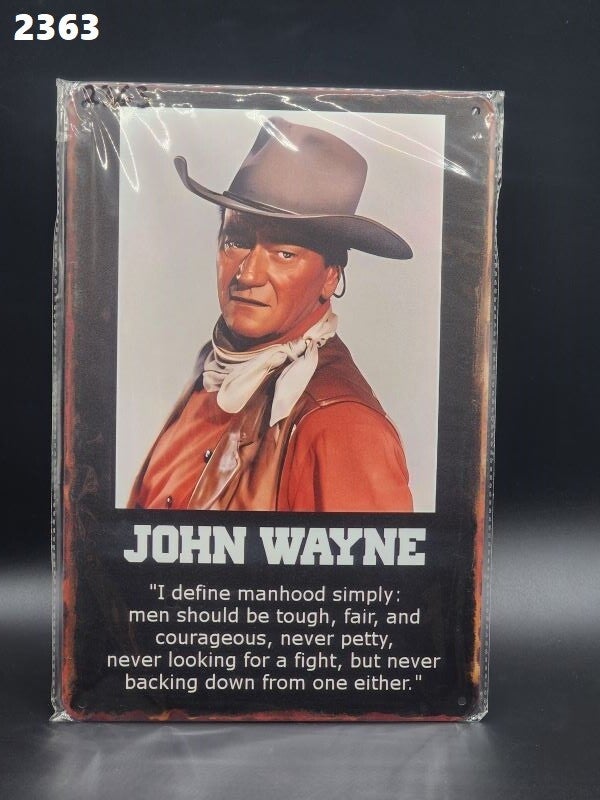 2363
2363
JOHN WAYNE
"I define manhood simply:
men should be tough, fair, and
courageous, never petty,
never looking for a fight, but never
backing down from one either."